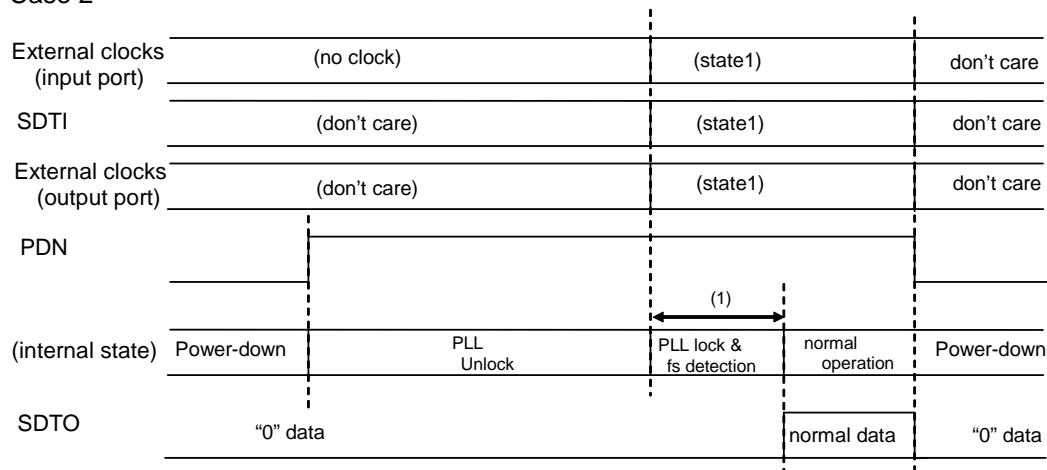 Case 2
External clocks
(input port)
(no clock)
(state1)
don't care
SDTI
(don't care)
(state1)
don't care
External clocks
(output port)
(don't care)
(state1)
don't care
PDN
(1)
(internal state)
Power-down
PLL
Unlock
PLL lock &
fs detection
normal
operation
Power-down
SDTO
“0” data
normal data
“0” data